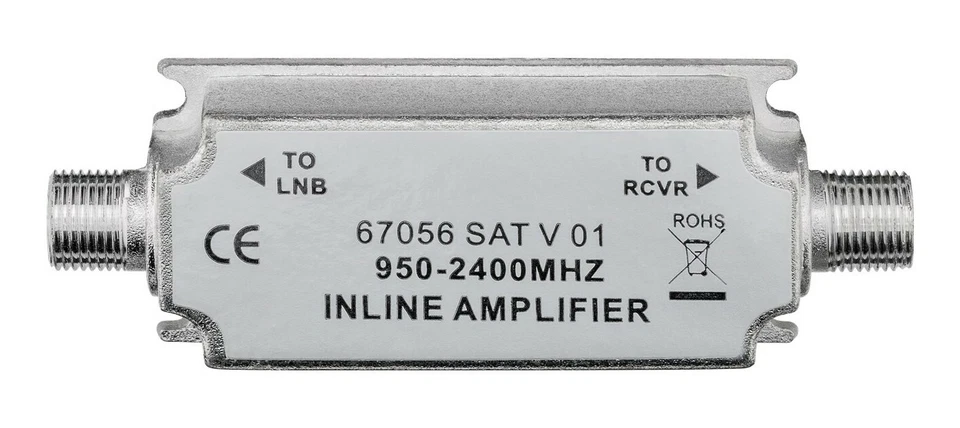 TO
LNB
TO
RCVR
CE
ROHS
67056 SAT V 01
950-2400MHZ
INLINE AMPLIFIER